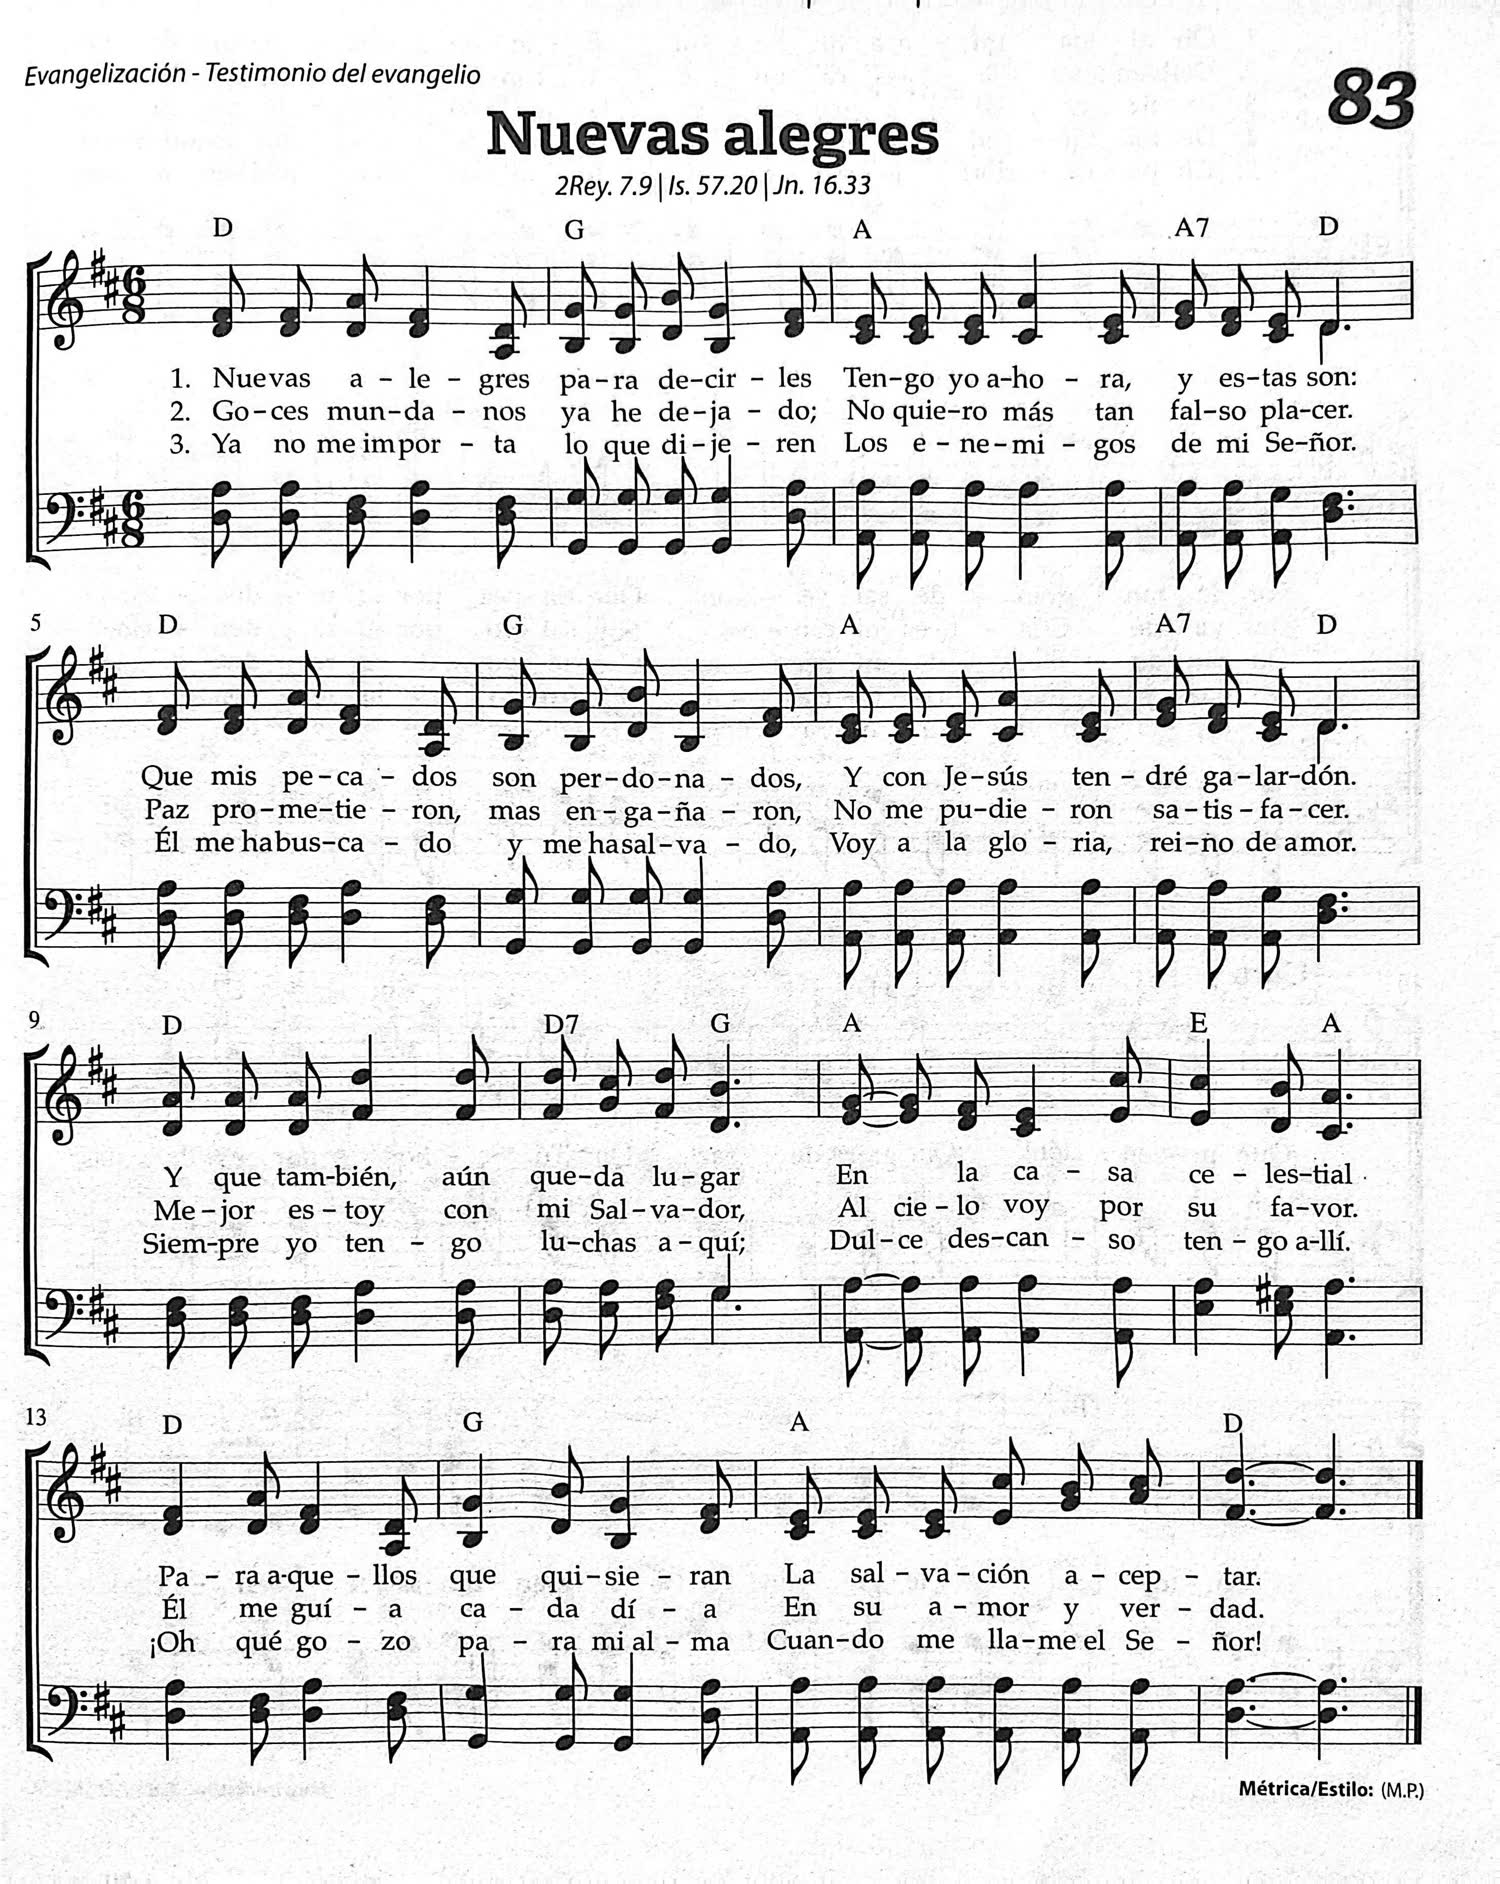 Evangelización - Testimonio del evangelio
83
Nuevas alegres
2Rey. 7.9 | Is. 57.20 | Jn. 16.33
D G A A7 D
6 8
1. Nuevas a – le – gres pa – ra de – cir – les Ten – go yo a – ho – ra, y es – tas son:
2. Go – ces mun – da – nos ya he de – ja – do; No quie – ro más tan fal – so pla – cer.
3. Ya no me impor – ta lo que di – je – ren Los e – ne – mi – gos de mi Se – ñor.
6 8
5 D G A A7 D
Que mis pe – ca – dos son per – do – na – dos, Y con Je – sús ten – dré ga – lar – dón.
Paz pro – me – tie – ron, mas en – ga – ña – ron, No me pu – die – ron sa – tis – fa – cer.
Él me ha bus – ca – do y me ha sal – va – do, Voy a la glo – ria, rei – no de amor.
9 D D7 G A E A
Y que tam – bién, aún que – da lu – gar En la ca – sa ce – les – tial
Me – jor es – toy con mi Sal – va – dor, Al cie – lo voy por su fa – vor.
Siem – pre yo ten – go lu – chas a – quí; Dul – ce des – can – so ten – go a – llí.
13 D G A D
Pa – ra a – que – llos que qui – sie – ran La sal – va – ción a – cep – tar.
Él me guí – a ca – da dí – a En su a – mor y ver – dad.
¡Oh qué go – zo pa – ra mi al – ma Cuan – do me lla – me el Se – ñor!
Métrica/Estilo: (M.P.)